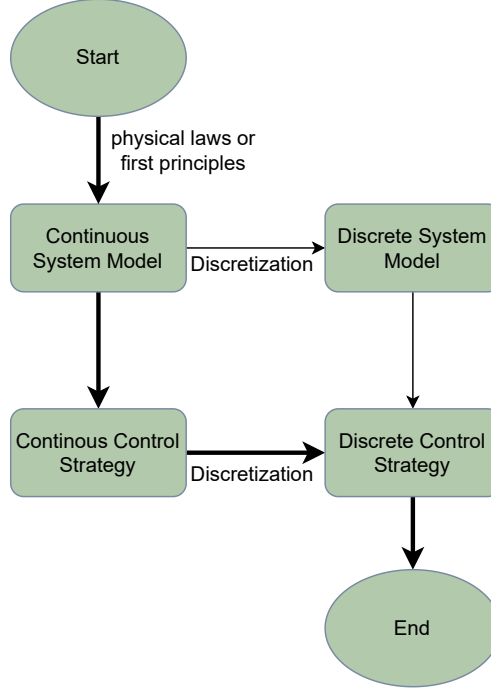 Start
physical laws or
first principles
Continuous
System Model
Discretization
Discrete System
Model
Continous Control
Strategy
Discretization
Discrete Control
Strategy
End